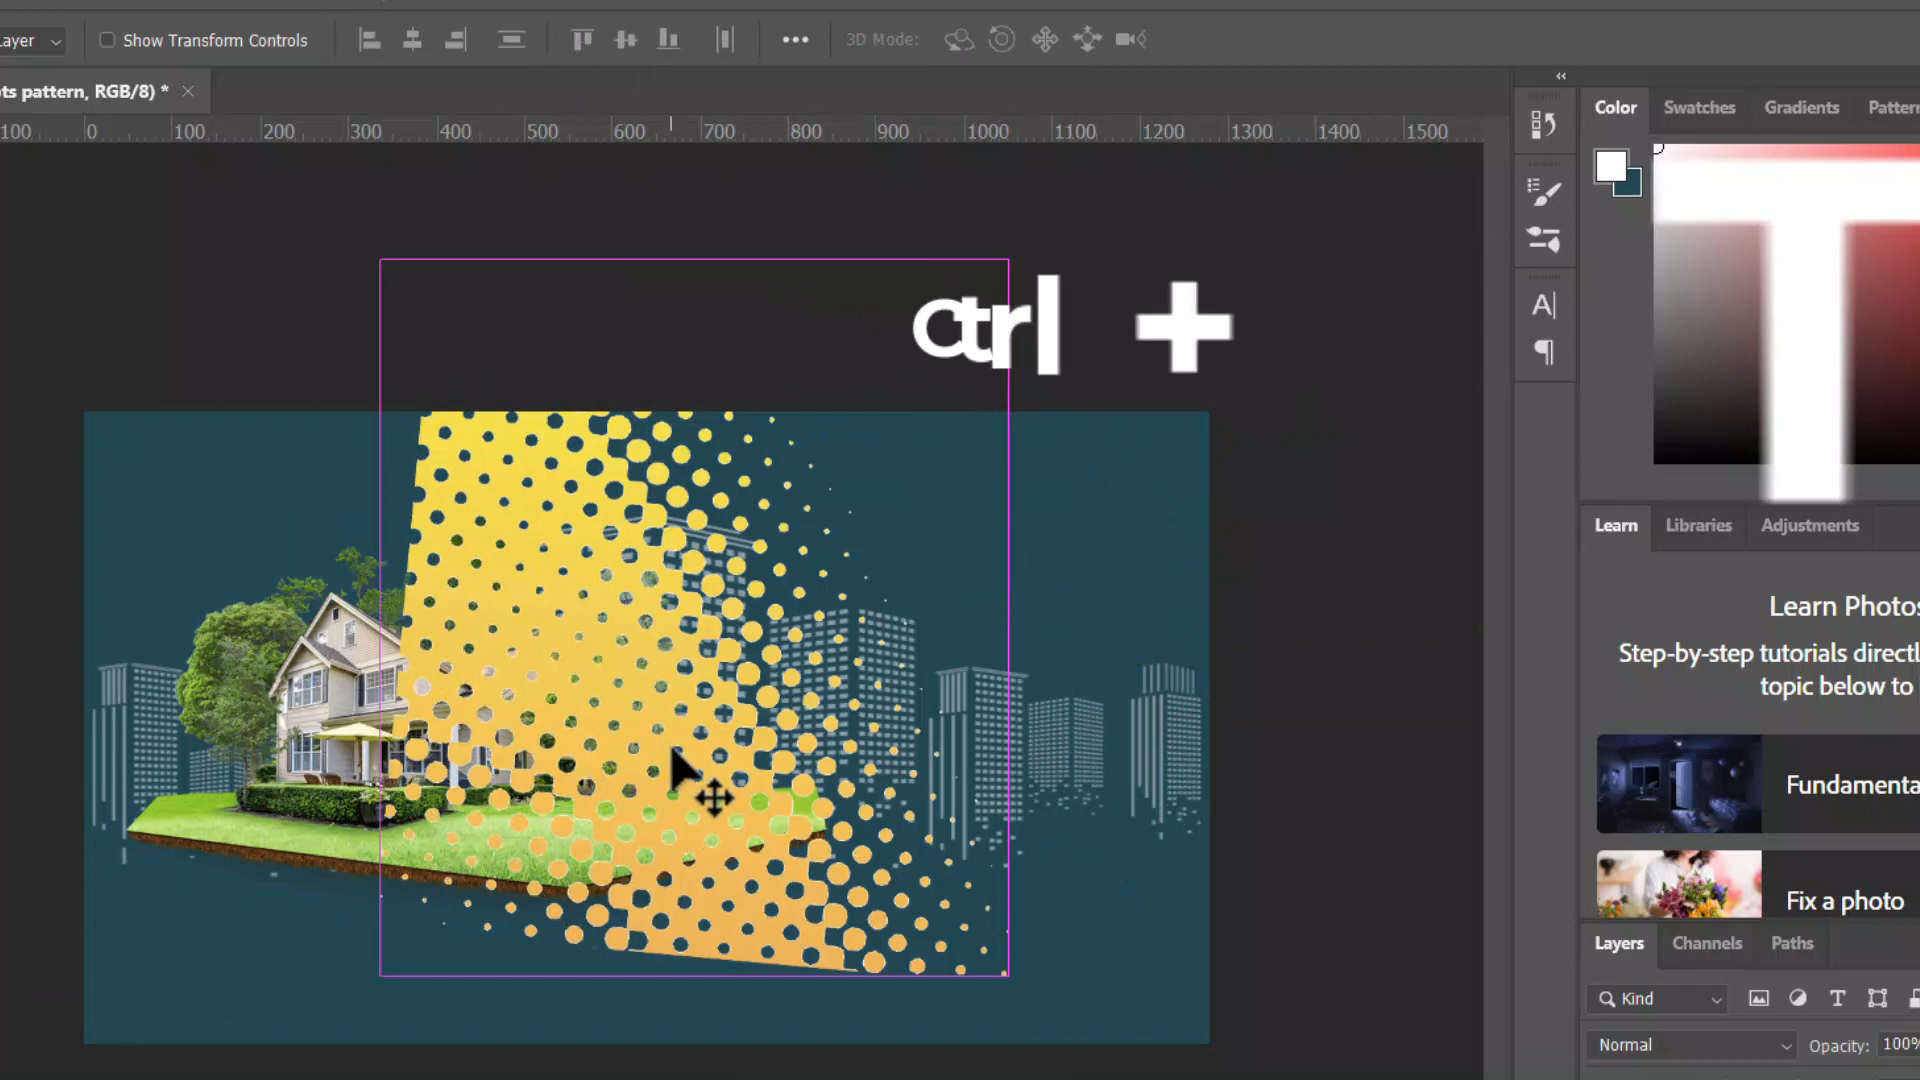 ayer Show Transform Controls 3D Mode:
ts pattern, RGB/8) *
100 0 100 200 300 400 500 600 700 800 900 1000 1100 1200 1300 1400 1500
Color Swatches Gradients Pattern
Ctrl + T
Learn Libraries Adjustments
Learn Photos
Step-by-step tutorials directl
topic below to
Fundamenta
Fix a photo
Layers Channels Paths
Kind
Normal Opacity: 100%